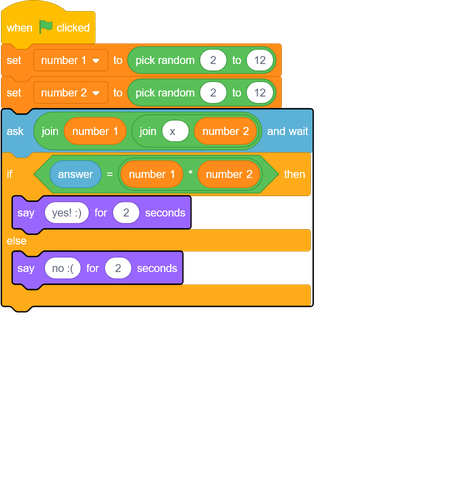 when clicked
set number 1 to pick random 2 to 12
set number 2 to pick random 2 to 12
ask join number 1 join x number 2 and wait
if answer = number 1 * number 2 then
say yes! :) for 2 seconds
else
say no :( for 2 seconds